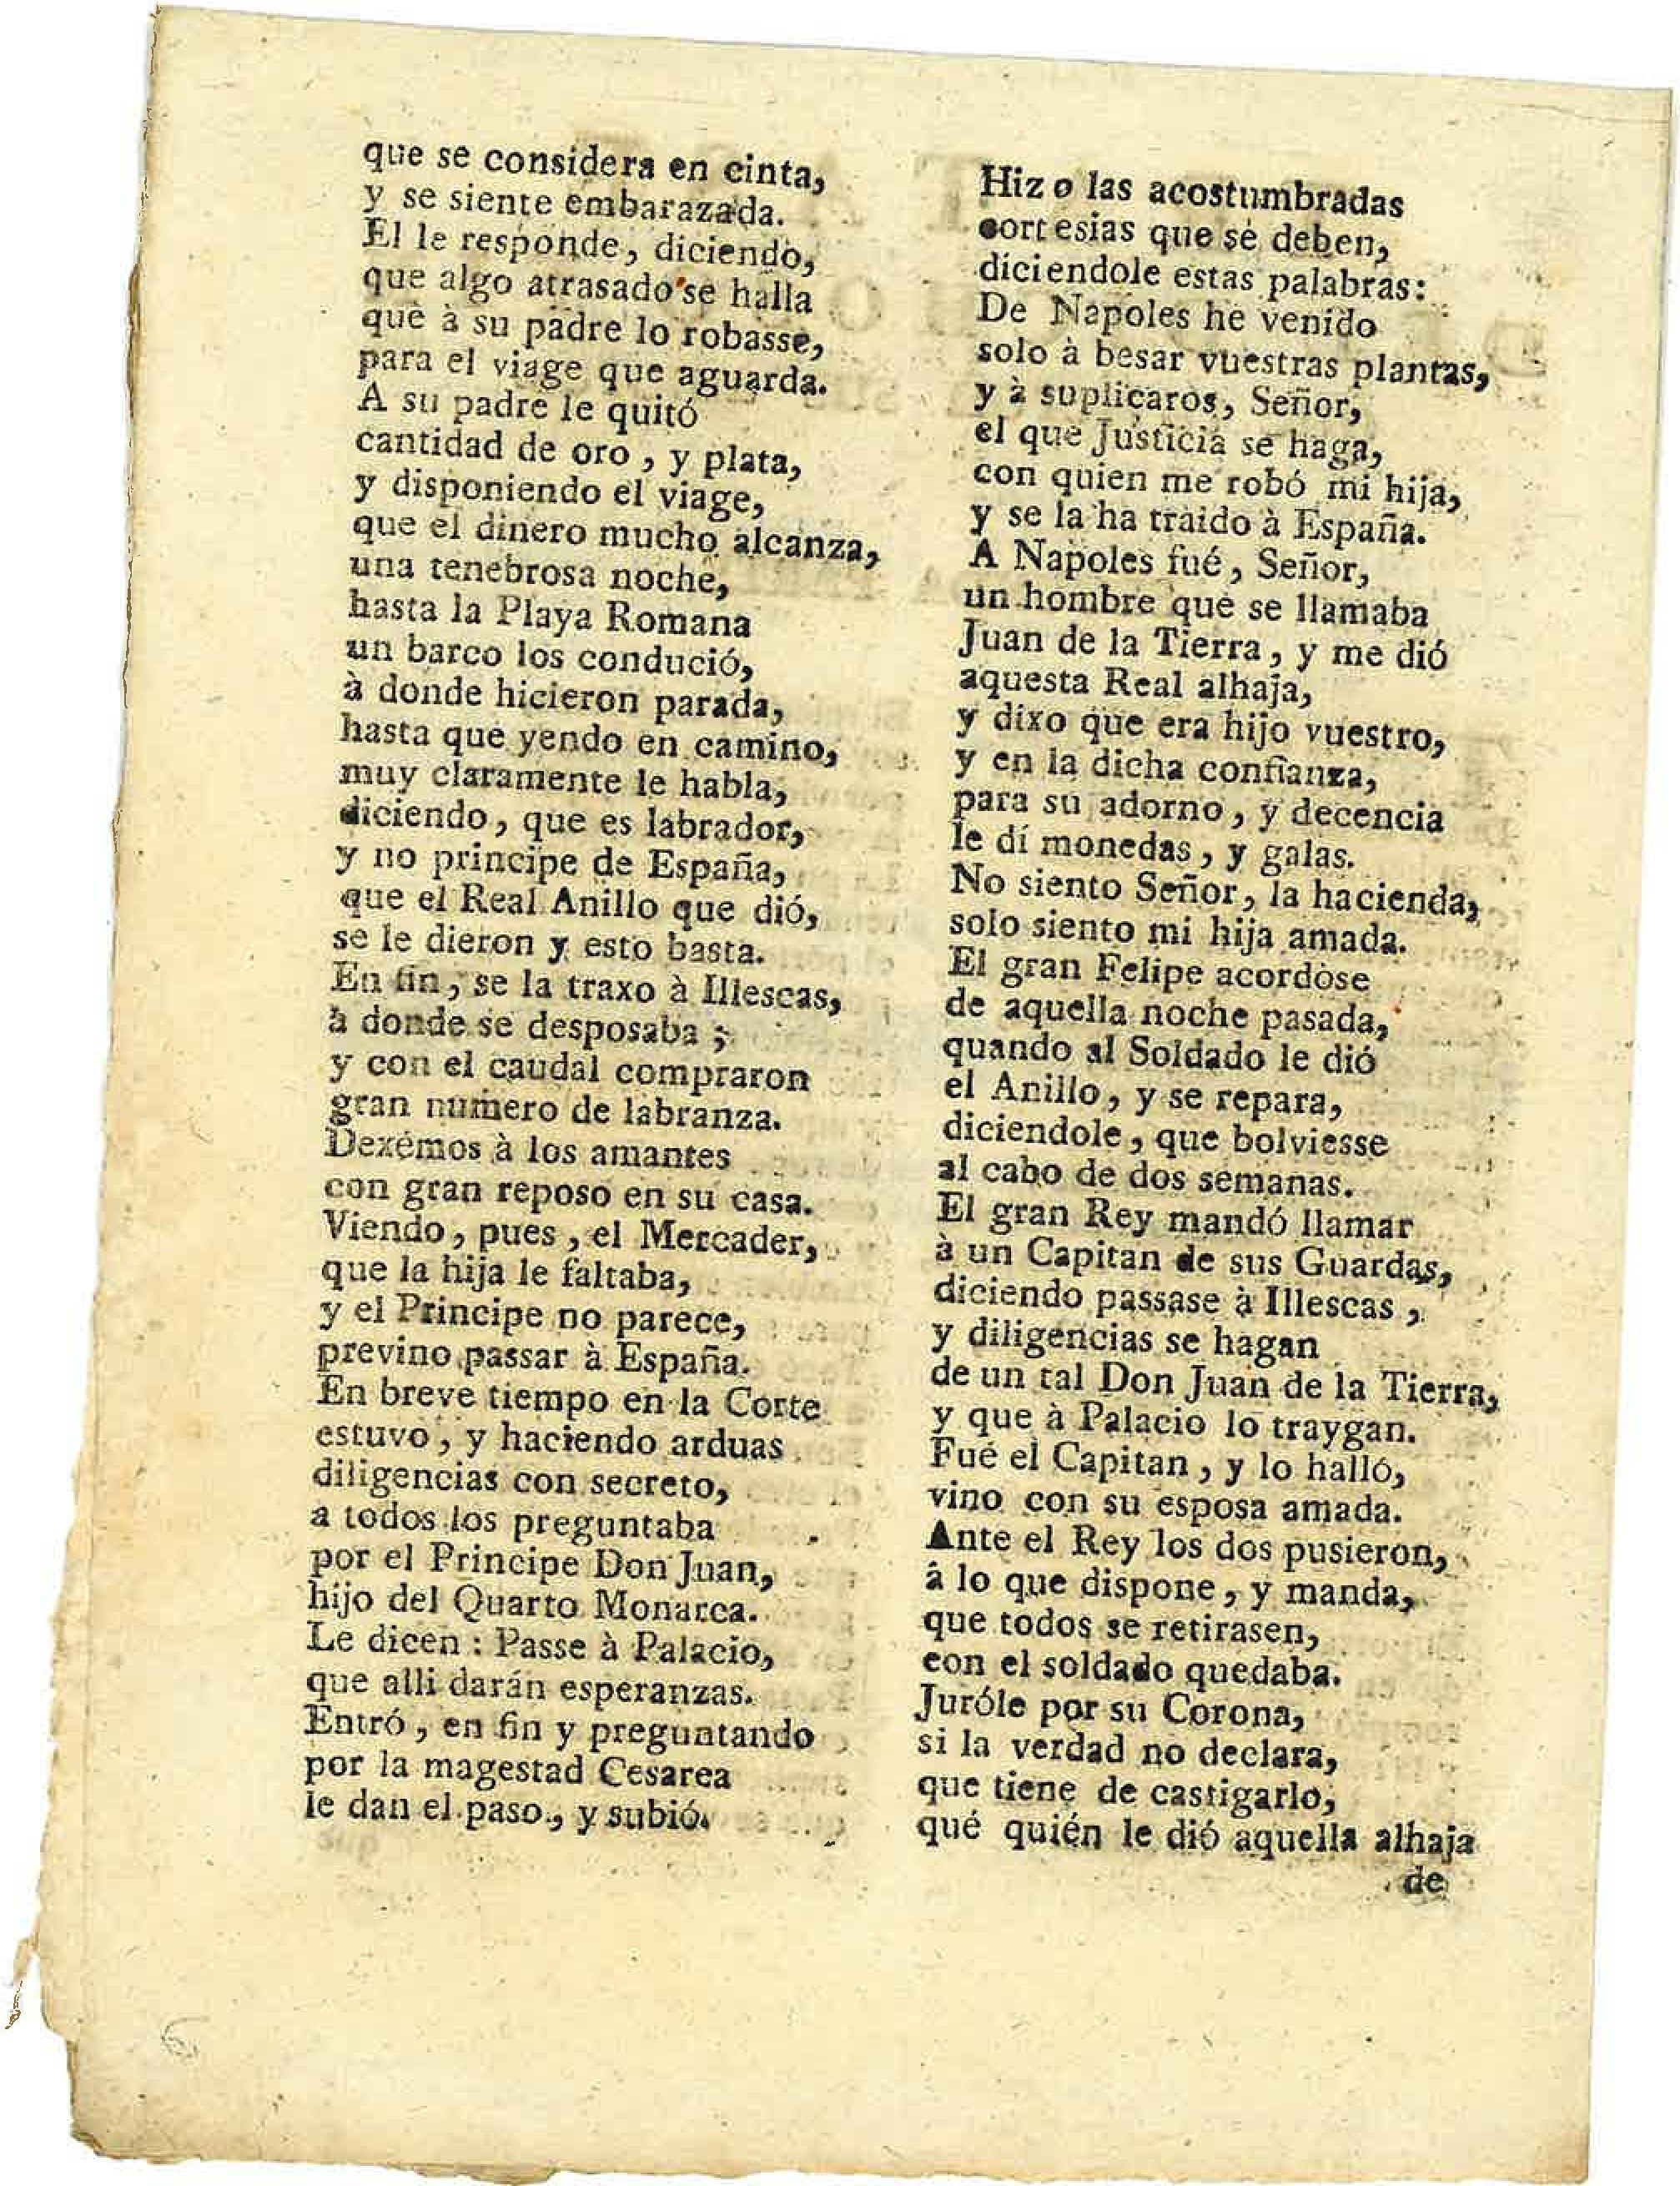 que se considera en cinta,
y se siente embarazada.
El le responde, diciendo,
que algo atrasado se halla
que à su padre lo robasse,
para el viage que aguarda.
A su padre le quitó
cantidad de oro, y plata,
y disponiendo el viage,
que el dinero mucho alcanza,
una tenebrosa noche,
hasta la Playa Romana
un barco los condució,
à donde hicieron parada,
hasta que yendo en camino,
muy claramente le habla,
diciendo, que es labrador,
y no principe de España,
que el Real Anillo que dió,
se le dieron y esto basta.
En fin, se la traxo à Illescas,
à donde se desposaba;
y con el caudal compraron
gran numero de labranza.
Dexémos à los amantes
con gran reposo en su casa.
Viendo, pues, el Mercader,
que la hija le faltaba,
y el Principe no parece,
previno passar à España.
En breve tiempo en la Corte
estuvo, y haciendo arduas
diligencias con secreto,
a todos los preguntaba
por el Principe Don Juan,
hijo del Quarto Monarca.
Le dicen: Passe à Palacio,
que alli darán esperanzas.
Entró, en fin y preguntando
por la magestad Cesarea
le dan el paso, y subió.
Hizo las acostumbradas
cortesias que se deben,
diciendole estas palabras:
De Napoles he venido
solo à besar vuestras plantas,
y à suplicaros, Señor,
el que Justicia se haga,
con quien me robó mi hija,
y se la ha traido à España.
A Napoles fué, Señor,
un hombre que se llamaba
Juan de la Tierra, y me dió
aquesta Real alhaja,
y dixo que era hijo vuestro,
y en la dicha confianza,
para su adorno, y decencia
le dí monedas, y galas.
No siento Señor, la hacienda,
solo siento mi hija amada.
El gran Felipe acordòse
de aquella noche pasada,
quando al Soldado le dió
el Anillo, y se repara,
diciendole, que bolviesse
al cabo de dos semanas.
El gran Rey mandó llamar
à un Capitan de sus Guardas,
diciendo passase à Illescas,
y diligencias se hagan
de un tal Don Juan de la Tierra,
y que à Palacio lo traygan.
Fué el Capitan, y lo halló,
vino con su esposa amada.
Ante el Rey los dos pusieron,
à lo que dispone, y manda,
que todos se retirasen,
con el soldado quedaba.
Juróle por su Corona,
si la verdad no declara,
que tiene de castigarlo,
qué quién le dió aquella alhaja
de